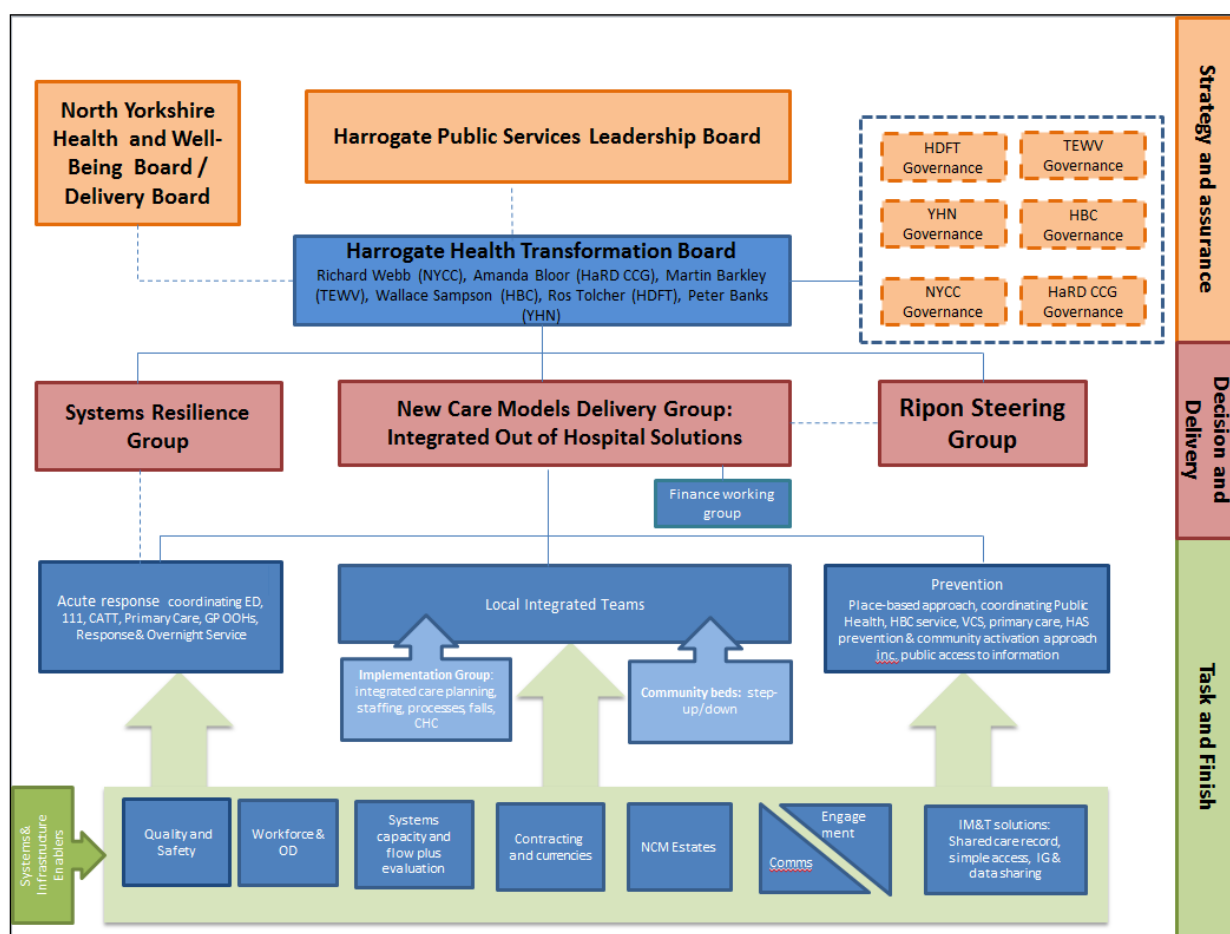 North Yorkshire
Health and Well-
Being Board /
Delivery Board
Harrogate Public Services Leadership Board
HDFT
Governance
TEWV
Governance
YHN
Governance
HBC
Governance
NYCC
Governance
HaRD CCG
Governance
Strategy and assurance
Harrogate Health Transformation Board
Richard Webb (NYCC), Amanda Bloor (HaRD CCG), Martin Barkley
(TEWV), Wallace Sampson (HBC), Ros Tolcher (HDFT), Peter Banks
(YHN)
Systems Resilience
Group
New Care Models Delivery Group:
Integrated Out of Hospital Solutions
Ripon Steering
Group
Decision and
Delivery
Finance working
group
Acute response coordinating ED,
111, CATT, Primary Care, GP OOHs,
Response& Overnight Service
Local Integrated Teams
Prevention
Place-based approach, coordinating Public
Health, HBC service, VCS, primary care, HAS
prevention & community activation approach
inc. public access to information
Implementation Group:
integrated care planning,
staffing, processes, falls,
CHC
Community beds: step-
up/down
Task and Finish
Systems&
Infrastructure
Enablers
Quality and
Safety
Workforce &
OD
Systems
capacity and
flow plus
evaluation
Contracting
and currencies
NCM Estates
Comms
Engage
ment
IM&T solutions:
Shared care record,
simple access, IG &
data sharing